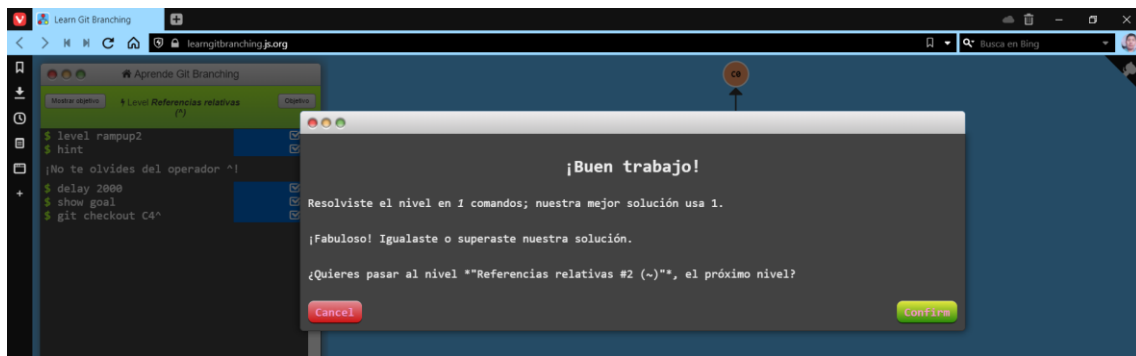 Learn Git Branching
learngitbranching.js.org
Busca en Bing
Aprende Git Branching
Mostrar objetivo
Level Referencias relativas
(^)
Objetivo
$ level rampup2
$ hint
¡No te olvides del operador ^!
$ delay 2000
$ show goal
$ git checkout C4^
C0
¡Buen trabajo!
Resolviste el nivel en 1 comandos; nuestra mejor solución usa 1.
¡Fabuloso! Igualaste o superaste nuestra solución.
¿Quieres pasar al nivel *"Referencias relativas #2 (~)"*, el próximo nivel?
Cancel
Confirm